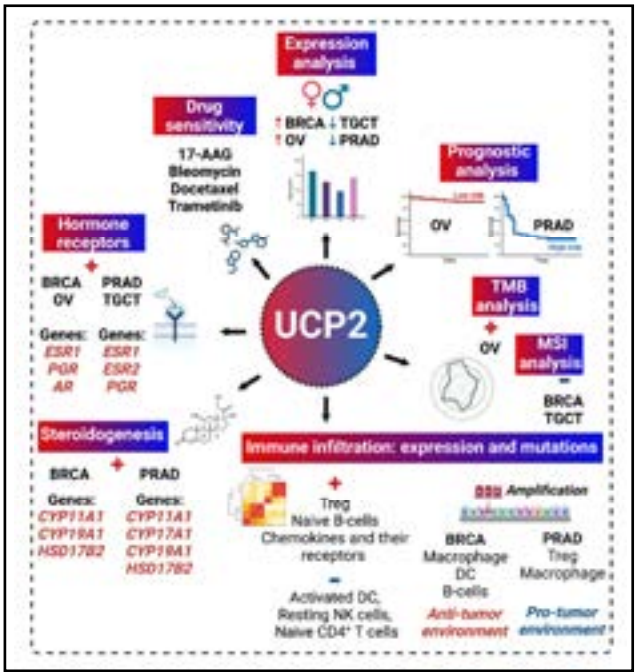 Expression
analysis
↑BRCA ↓TGCT
↑OV ↓PRAD
Drug
sensitivity
17-AAG
Bleomycin
Docetaxel
Trametinib
Prognostic
analysis
OV
PRAD
Hormone
receptors
+
BRCA PRAD
OV TGCT
Genes: Genes:
ESR1 ESR1
PGR ESR2
AR PGR
UCP2
TMB
analysis
+
OV
MSI
analysis
-
BRCA
TGCT
Steroidogenesis
+
BRCA PRAD
Genes: Genes:
CYP11A1 CYP11A1
CYP19A1 CYP17A1
HSD17B2 CYP19A1
HSD17B2
Immune infiltration: expression and mutations
+
Treg
Naive B-cells
Chemokines and their
receptors
-
Activated DC,
Resting NK cells,
Naive CD4+ T cells
Amplification
BRCA
Macrophage
DC
B-cells
Anti-tumor
environment
PRAD
Treg
Macrophage
Pro-tumor
environment